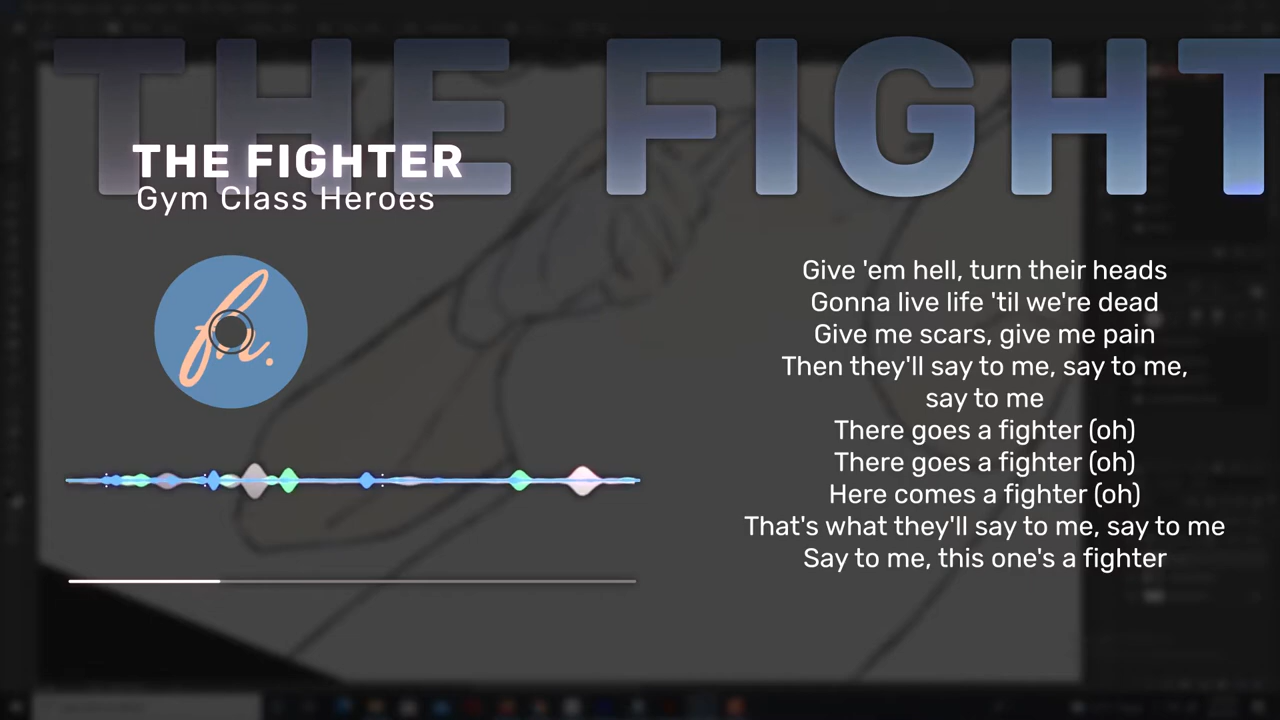 THE FIGHT
THE FIGHTER
Gym Class Heroes
fh.
Give 'em hell, turn their heads
Gonna live life 'til we're dead
Give me scars, give me pain
Then they'll say to me, say to me,
say to me
There goes a fighter (oh)
There goes a fighter (oh)
Here comes a fighter (oh)
That's what they'll say to me, say to me
Say to me, this one's a fighter